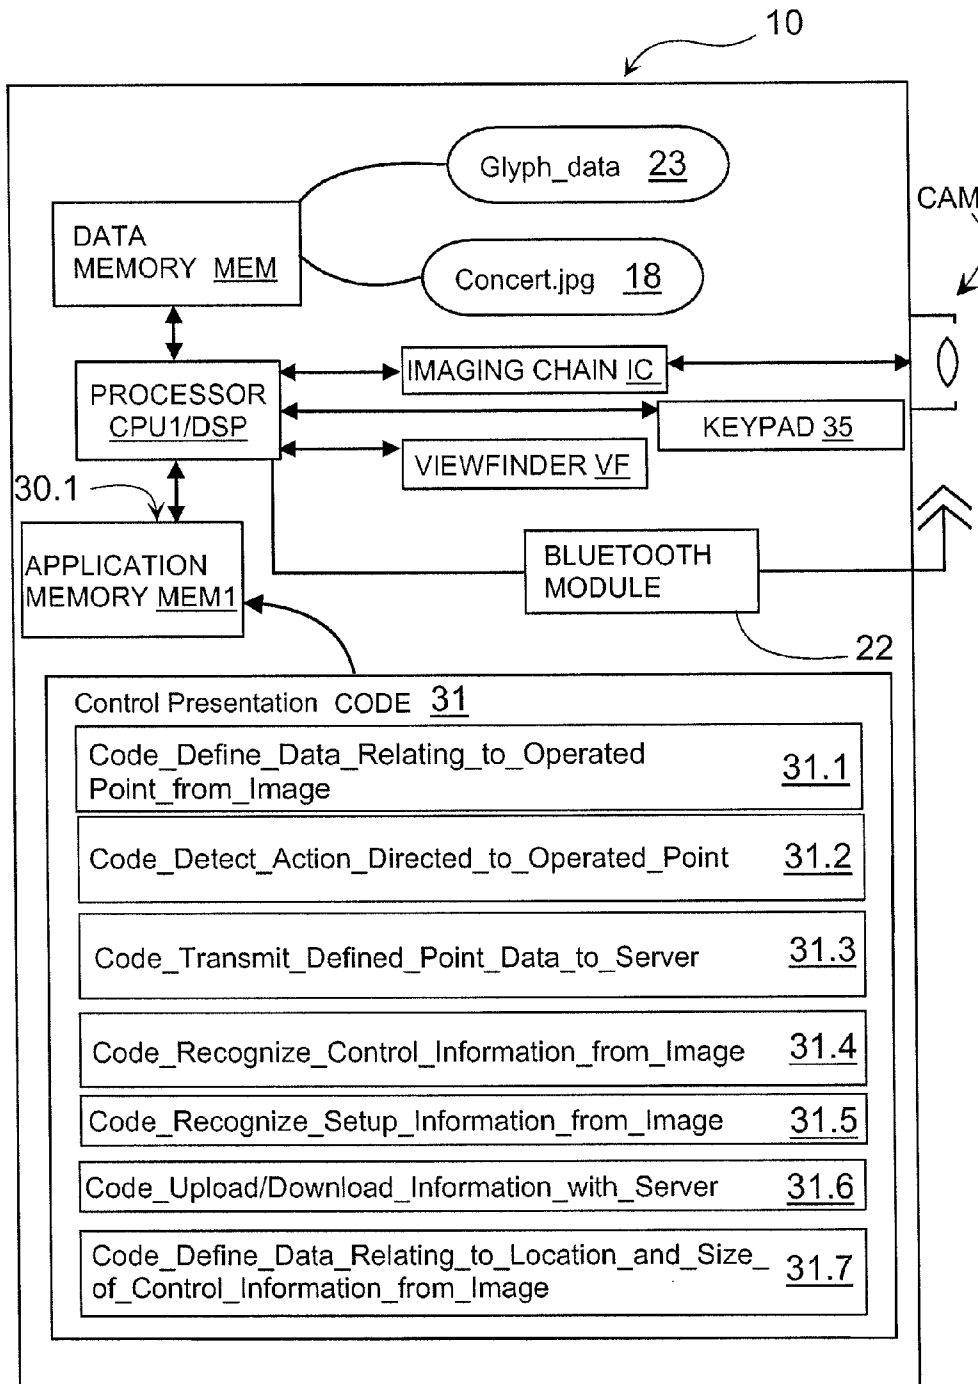 10
Glyph_data 23
CAM
DATA
MEMORY MEM
Concert.jpg 18
IMAGING CHAIN IC
PROCESSOR
CPU1/DSP
KEYPAD 35
VIEWFINDER VF
30.1
APPLICATION
MEMORY MEM1
BLUETOOTH
MODULE
22
Control Presentation CODE 31
Code_Define_Data_Relating_to_Operated
Point_from_Image 31.1
Code_Detect_Action_Directed_to_Operated_Point 31.2
Code_Transmit_Defined_Point_Data_to_Server 31.3
Code_Recognize_Control_Information_from_Image 31.4
Code_Recognize_Setup_Information_from_Image 31.5
Code_Upload/Download_Information_with_Server 31.6
Code_Define_Data_Relating_to_Location_and_Size_
of_Control_Information_from_Image 31.7